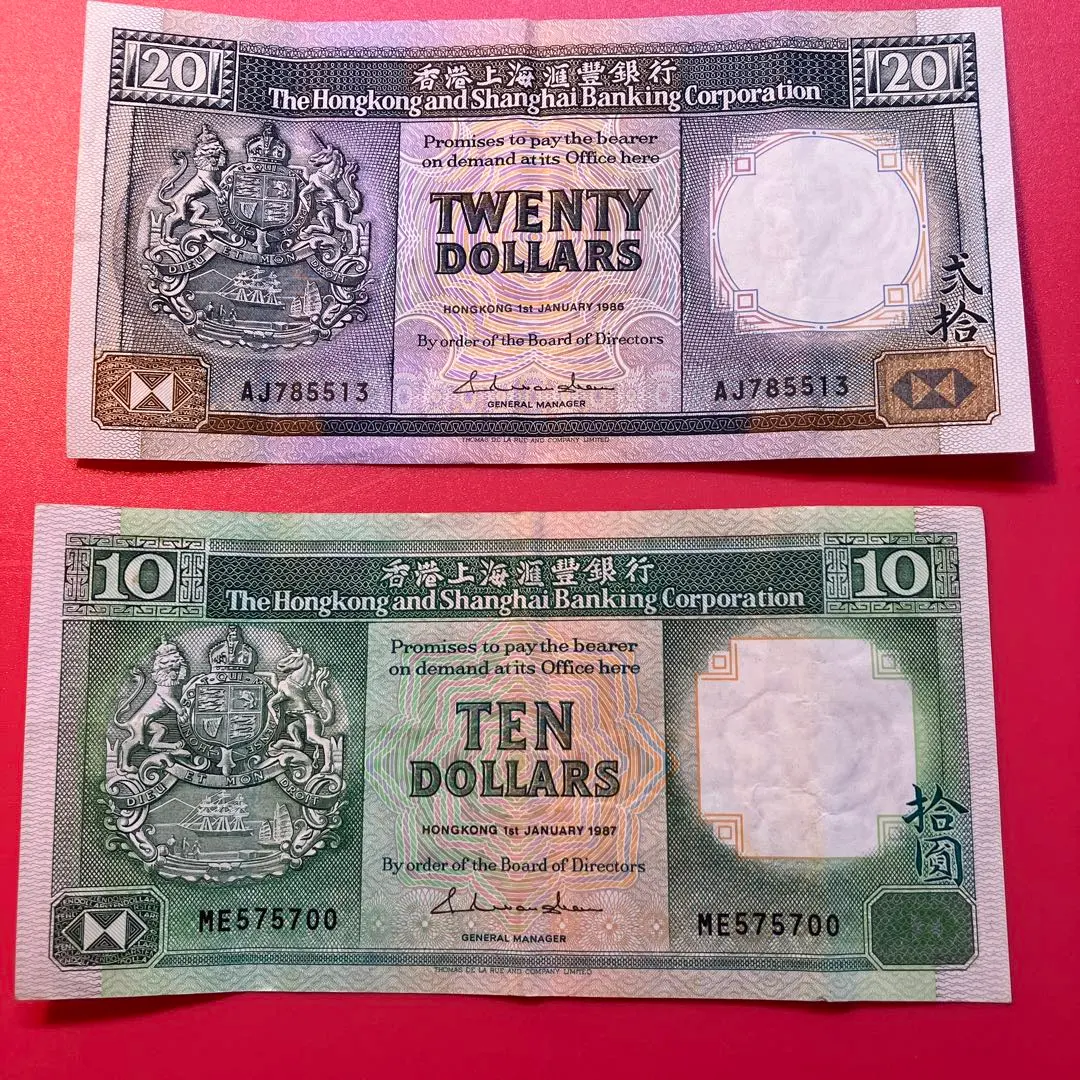 20 香港上海滙豐銀行 20
The Hongkong and Shanghai Banking Corporation
Promises to pay the bearer
on demand at its Office here
TWENTY
DOLLARS
DIEU ET MON DROIT
HONGKONG 1st JANUARY 1986
By order of the Board of Directors
弍拾
AJ785513 AJ785513
GENERAL MANAGER
THOMAS DE LA RUE AND COMPANY LIMITED
10 香港上海滙豐銀行 10
The Hongkong and Shanghai Banking Corporation
Promises to pay the bearer
on demand at its Office here
TEN
DOLLARS
QUI
DIEU ET MON DROIT
HONGKONG 1st JANUARY 1987
By order of the Board of Directors
拾圓
ME575700 ME575700
GENERAL MANAGER
THOMAS DE LA RUE AND COMPANY LIMITED